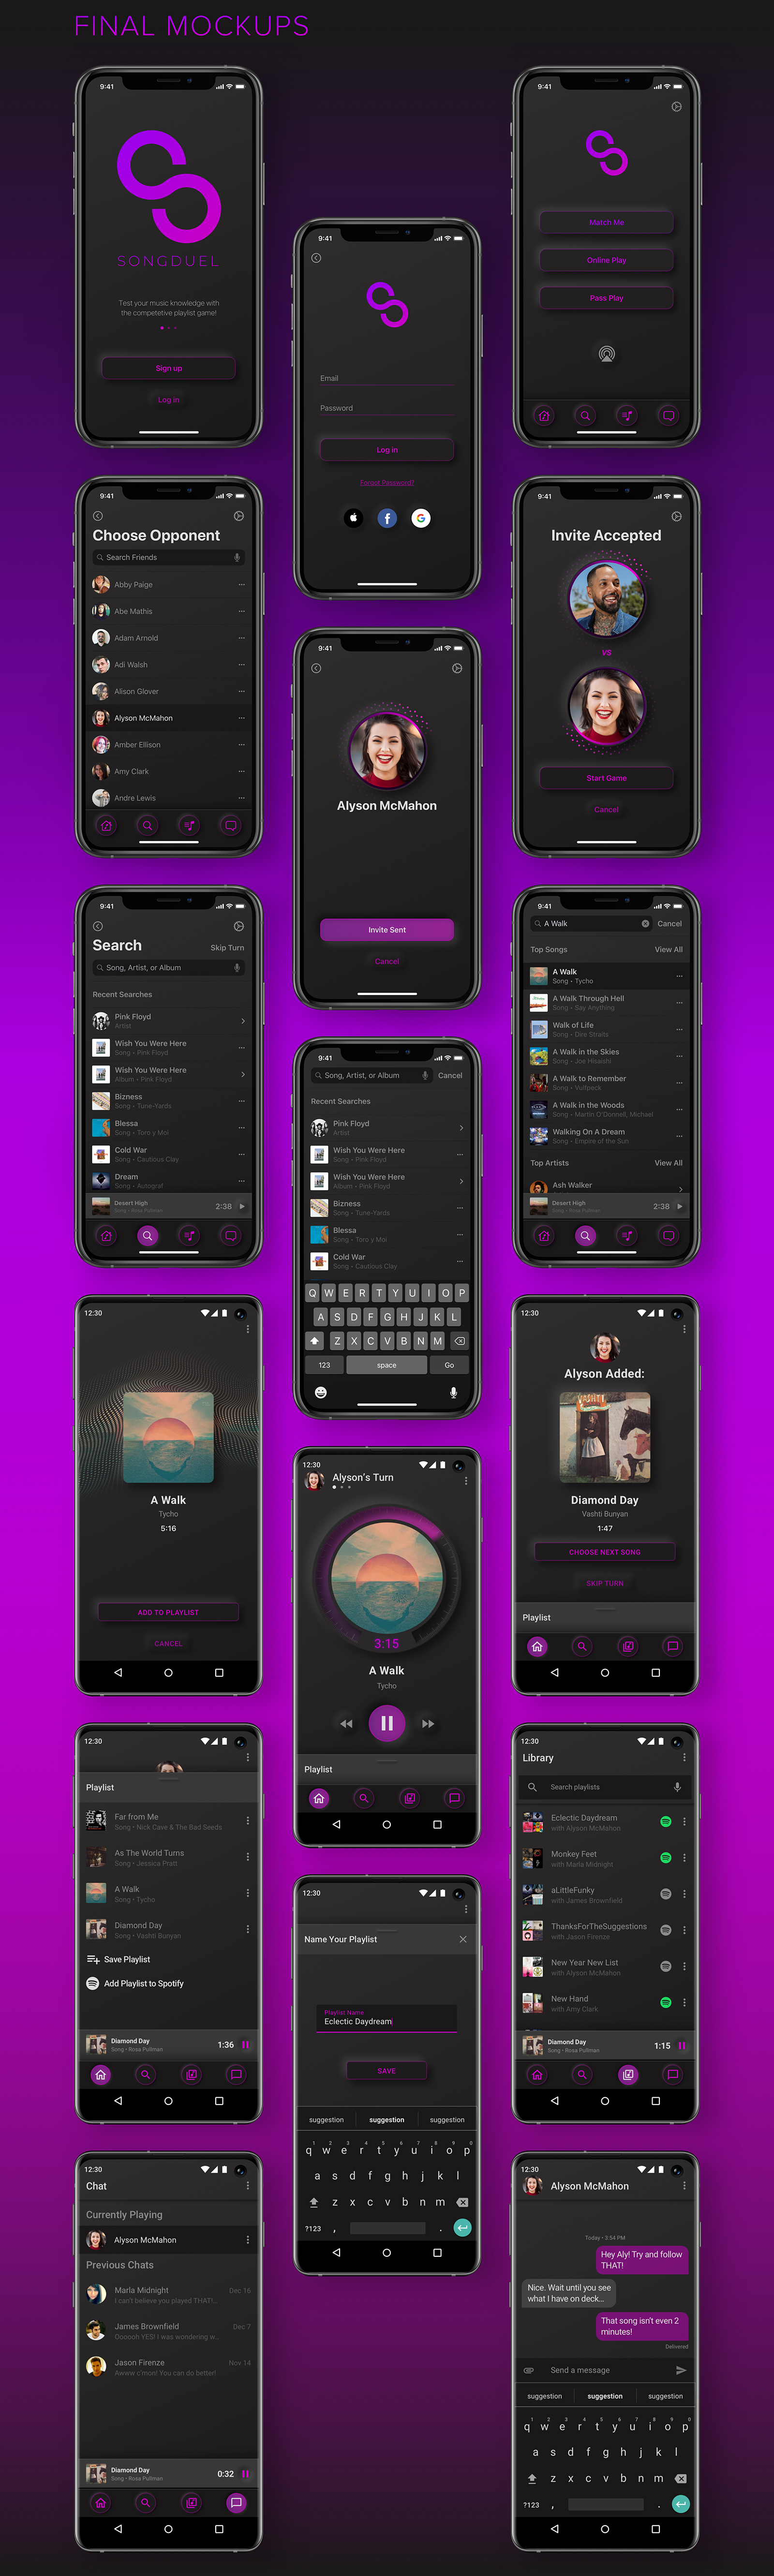 FINAL MOCKUPS
9:41
SONGDUEL
Test your music knowledge with
the competetive playlist game!
Sign up
Log in
9:41
Email
Password
Log in
Forgot Password?
9:41
Match Me
Online Play
Pass Play
9:41
Choose Opponent
Search Friends
Abby Paige
Abe Mathis
Adam Arnold
Adi Walsh
Alison Glover
Alyson McMahon
Amber Ellison
Amy Clark
Andre Lewis
9:41
Alyson McMahon
Invite Sent
Cancel
9:41
Invite Accepted
VS
Start Game
Cancel
9:41
Search
Skip Turn
Song, Artist, or Album
Recent Searches
Pink Floyd
Artist
Wish You Were Here
Song • Pink Floyd
Wish You Were Here
Album • Pink Floyd
Bizness
Song • Tune-Yards
Blessa
Song • Toro y Moi
Cold War
Song • Cautious Clay
Dream
Song • Autograf
Desert High
Song • Rosa Pullman
2:38
9:41
Song, Artist, or Album
Cancel
Recent Searches
Pink Floyd
Artist
Wish You Were Here
Song • Pink Floyd
Wish You Were Here
Album • Pink Floyd
Bizness
Song • Tune-Yards
Blessa
Song • Toro y Moi
Cold War
Song • Cautious Clay
Q W E R T Y U I O P
A S D F G H J K L
Z X C V B N M
123 space Go
9:41
A Walk
Cancel
Top Songs
View All
A Walk
Song • Tycho
A Walk Through Hell
Song • Say Anything
Walk of Life
Song • Dire Straits
A Walk in the Skies
Song • Joe Hisaishi
A Walk to Remember
Song • Vulfpeck
A Walk in the Woods
Song • Martin O'Donnell, Michael
Walking On A Dream
Song • Empire of the Sun
Top Artists
View All
Ash Walker
Desert High
Song • Rosa Pullman
2:38
12:30
A Walk
Tycho
5:16
ADD TO PLAYLIST
CANCEL
12:30
Alyson's Turn
3:15
A Walk
Tycho
Playlist
12:30
Alyson Added:
VASHTI BUNYAN
Diamond Day
Vashti Bunyan
1:47
CHOOSE NEXT SONG
SKIP TURN
Playlist
12:30
Playlist
Far from Me
Song • Nick Cave & The Bad Seeds
As The World Turns
Song • Jessica Pratt
A Walk
Song • Tycho
Diamond Day
Song • Vashti Bunyan
Save Playlist
Add Playlist to Spotify
Diamond Day
Song • Rosa Pullman
1:36
12:30
Name Your Playlist
Playlist Name
Eclectic Daydream
SAVE
suggestion suggestion suggestion
1 2 3 4 5 6 7 8 9 0
q w e r t y u i o p
a s d f g h j k l
z x c v b n m
?123 , .
12:30
Library
Search playlists
Eclectic Daydream
with Alyson McMahon
Monkey Feet
with Marla Midnight
aLittleFunky
with James Brownfield
ThanksForTheSuggestions
with Jason Firenze
New Year New List
with Alyson McMahon
New Hand
with Amy Clark
Diamond Day
Song • Rosa Pullman
1:15
12:30
Chat
Currently Playing
Alyson McMahon
Previous Chats
Marla Midnight
Dec 16
I can't believe you played THAT!...
James Brownfield
Dec 7
Oooooh YES! I was wondering w...
Jason Firenze
Nov 14
Awww c'mon! You can do better!
Diamond Day
Song • Rosa Pullman
0:32
12:30
Alyson McMahon
Today • 3:54 PM
Hey Aly! Try and follow
THAT!
Nice. Wait until you see
what I have on deck...
That song isn't even 2
minutes!
Delivered
Send a message
suggestion suggestion suggestion
1 2 3 4 5 6 7 8 9 0
q w e r t y u i o p
a s d f g h j k l
z x c v b n m
?123 , .